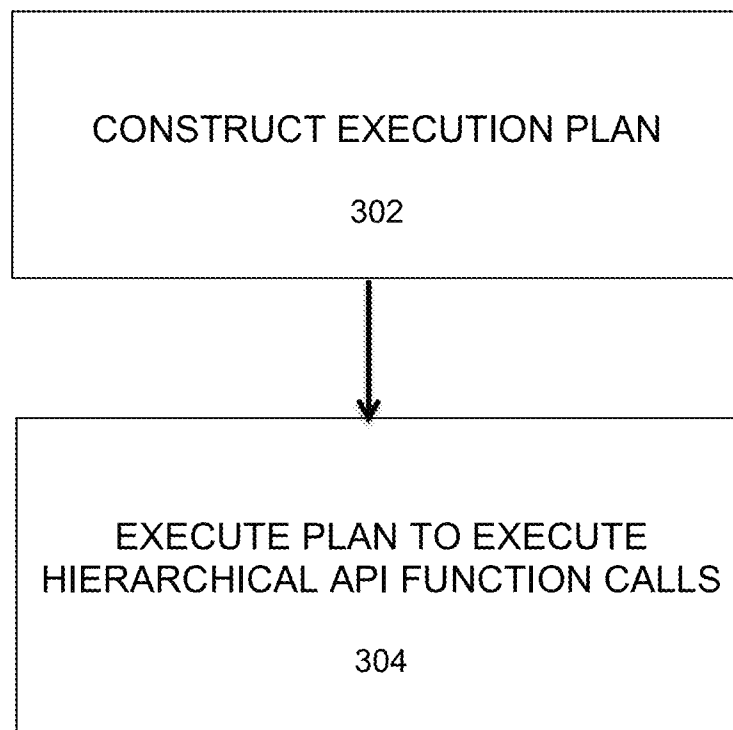 CONSTRUCT EXECUTION PLAN
302
EXECUTE PLAN TO EXECUTE
HIERARCHICAL API FUNCTION CALLS
304